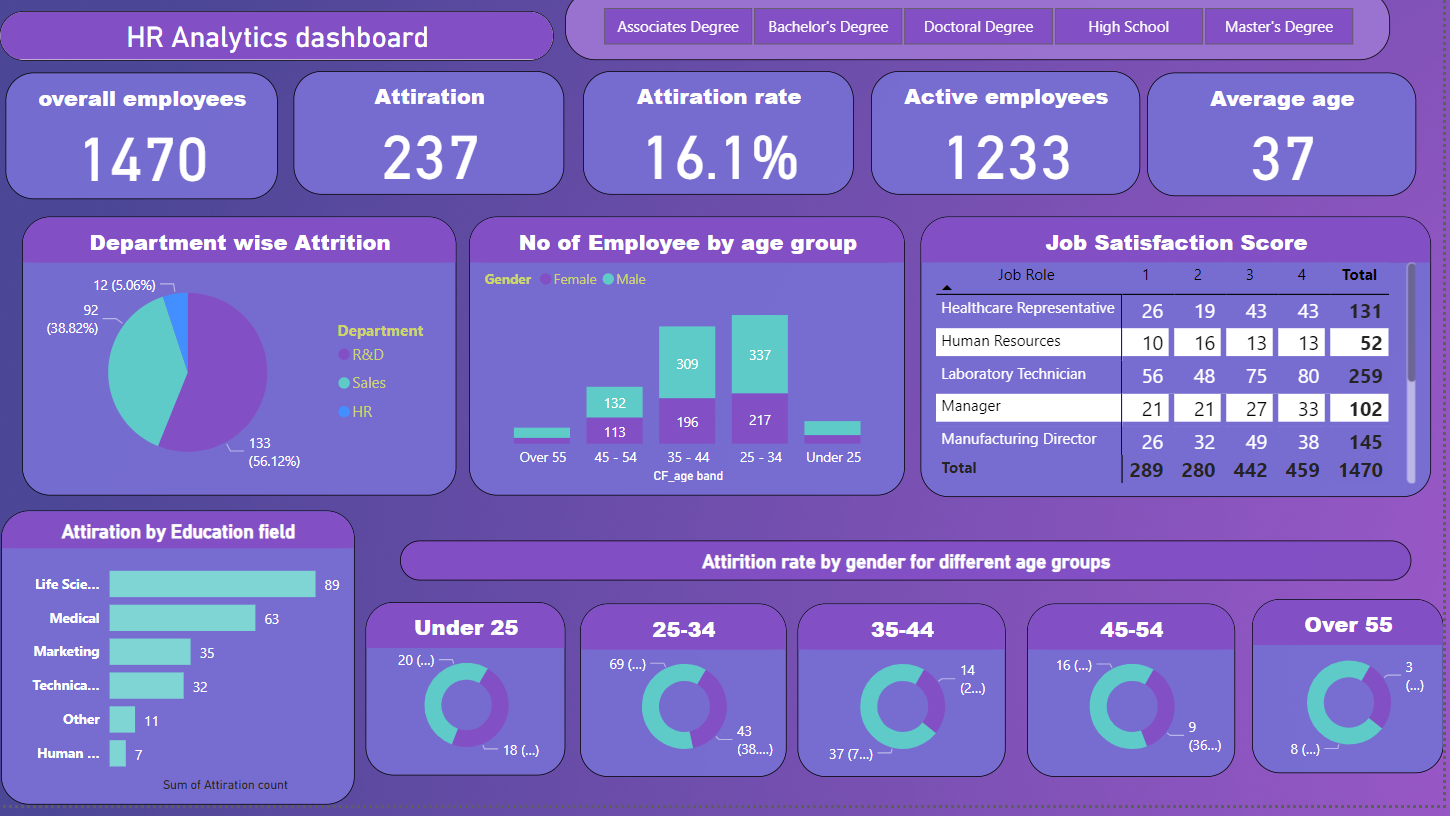 HR Analytics dashboard
Associates Degree
Bachelor's Degree
Doctoral Degree
High School
Master's Degree
overall employees
1470
Attiration
237
Attiration rate
16.1%
Active employees
1233
Average age
37
Department wise Attrition
12 (5.06%)
92
(38.82%)
133
(56.12%)
Department
R&D
Sales
HR
No of Employee by age group
Gender Female Male
132
113
309
196
337
217
Over 55 45 - 54 35 - 44 25 - 34 Under 25
CF_age band
Job Satisfaction Score
Job Role 1 2 3 4 Total
Healthcare Representative 26 19 43 43 131
Human Resources 10 16 13 13 52
Laboratory Technician 56 48 75 80 259
Manager 21 21 27 33 102
Manufacturing Director 26 32 49 38 145
Total 289 280 442 459 1470
Attiration by Education field
Life Scie... 89
Medical 63
Marketing 35
Technica... 32
Other 11
Human ... 7
Sum of Attiration count
Attirition rate by gender for different age groups
Under 25
20 (...)
18 (...)
25-34
69 (...)
43
(38....)
35-44
14
(2...)
37 (7...)
45-54
16 (...)
9
(36...)
Over 55
3
(...)
8 (...)